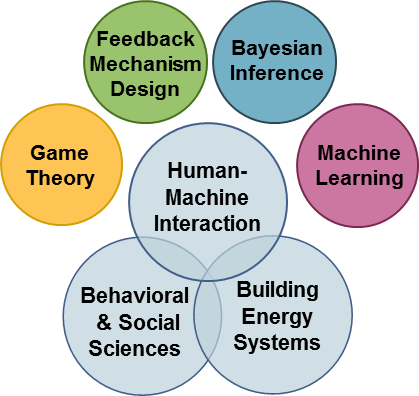 Feedback
Mechanism
Design
Bayesian
Inference
Game
Theory
Human-
Machine
Interaction
Machine
Learning
Behavioral
& Social
Sciences
Building
Energy
Systems